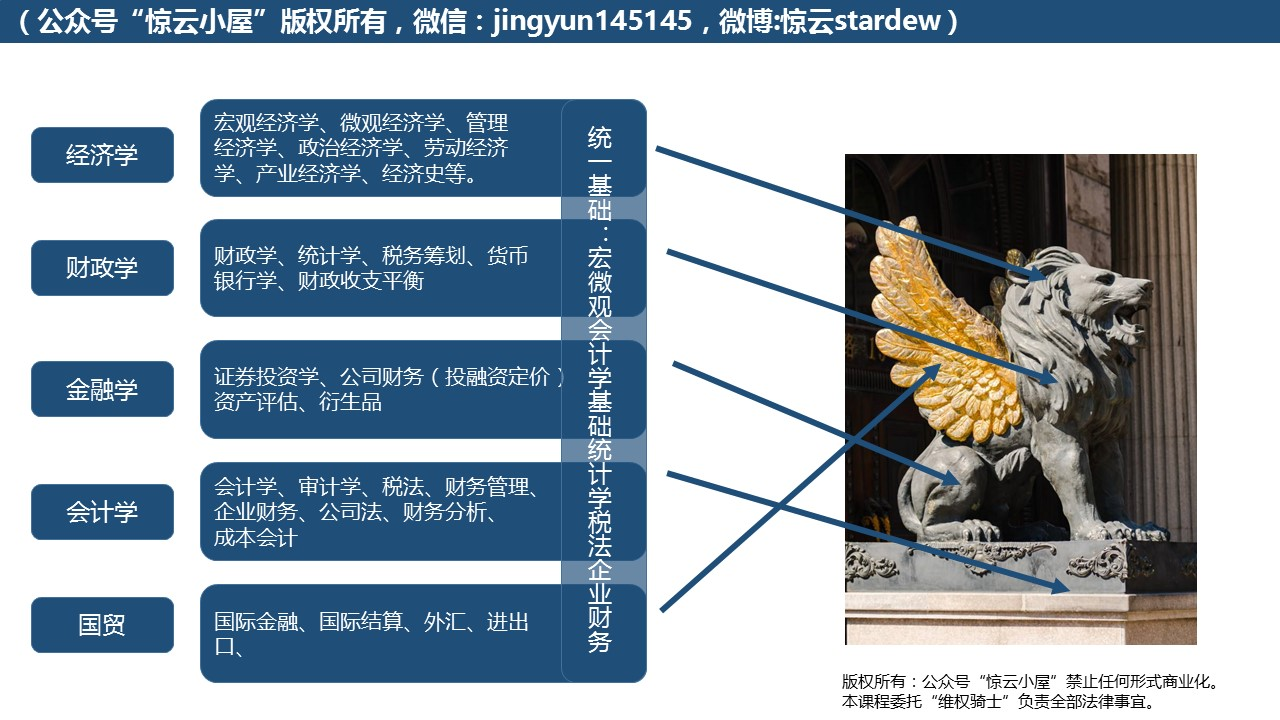 （公众号“惊云小屋”版权所有，微信：jingyun145145，微博:惊云stardew）
经济学
宏观经济学、微观经济学、管理
经济学、政治经济学、劳动经济
学、产业经济学、经济史等。
财政学
财政学、统计学、税务筹划、货币
银行学、财政收支平衡
金融学
证券投资学、公司财务（投融资定价）
资产评估、衍生品
会计学
会计学、审计学、税法、财务管理、
企业财务、公司法、财务分析、
成本会计
国贸
国际金融、国际结算、外汇、进出
口、
统一基础：宏微观会计学基础统计学税法企业财务
版权所有：公众号“惊云小屋”禁止任何形式商业化。
本课程委托“维权骑士”负责全部法律事宜。